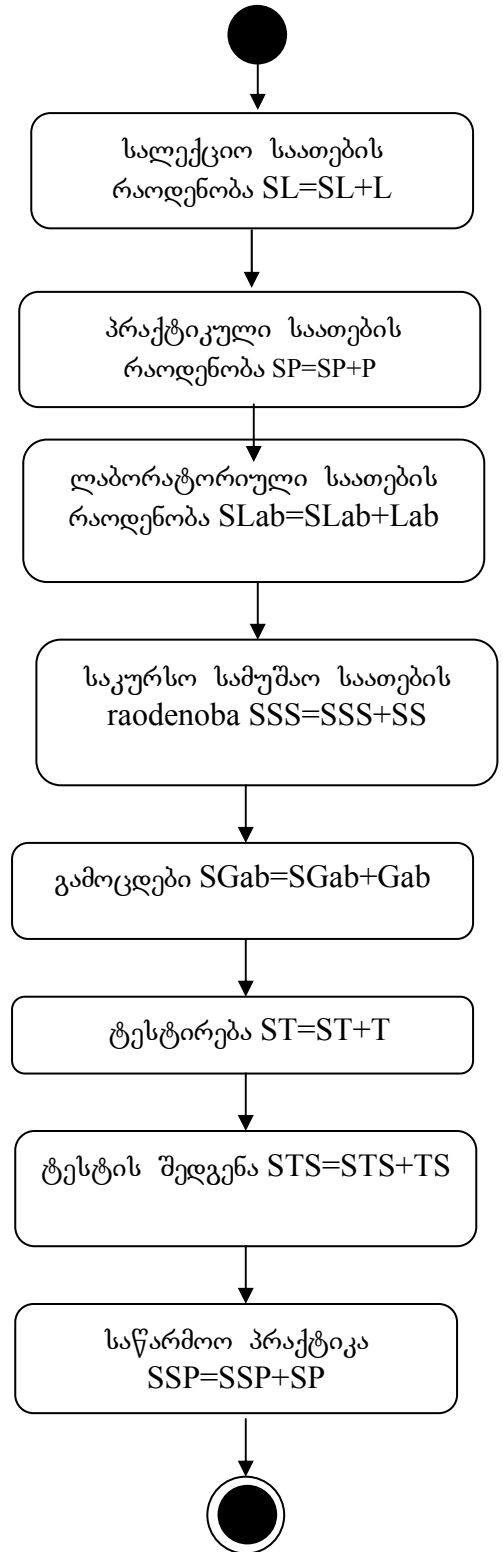 სალექციო საათების
რაოდენობა SL=SL+L
პრაქტიკული საათების
რაოდენობა SP=SP+P
ლაბორატორიული საათების
რაოდენობა SLab=SLab+Lab
საკურსო სამუშაო საათების
raodenoba SSS=SSS+SS
გამოცდები SGab=SGab+Gab
ტესტირება ST=ST+T
ტესტის შედგენა STS=STS+TS
საწარმოო პრაქტიკა
SSP=SSP+SP